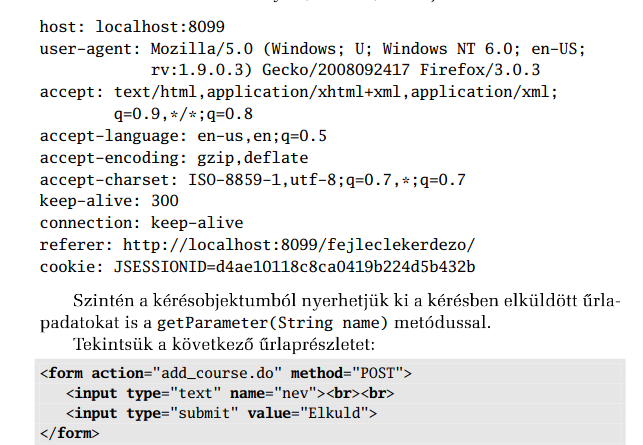 host: localhost:8099
user-agent: Mozilla/5.0 (Windows; U; Windows NT 6.0; en-US;
rv:1.9.0.3) Gecko/2008092417 Firefox/3.0.3
accept: text/html,application/xhtml+xml,application/xml;
q=0.9,*/*;q=0.8
accept-language: en-us,en;q=0.5
accept-encoding: gzip,deflate
accept-charset: ISO-8859-1,utf-8;q=0.7,*;q=0.7
keep-alive: 300
connection: keep-alive
referer: http://localhost:8099/fejleclekerdezo/
cookie: JSESSIONID=d4ae10118c8ca0419b224d5b432b
Szintén a kérésobjektumból nyerhetjük ki a kérésben elküldött űrla-
padatokat is a getParameter(String name) metódussal.
Tekintsük a következő űrlaprészletet:
<form action="add_course.do" method="POST">
<input type="text" name="nev"><br><br>
<input type="submit" value="Elkuld">
</form>